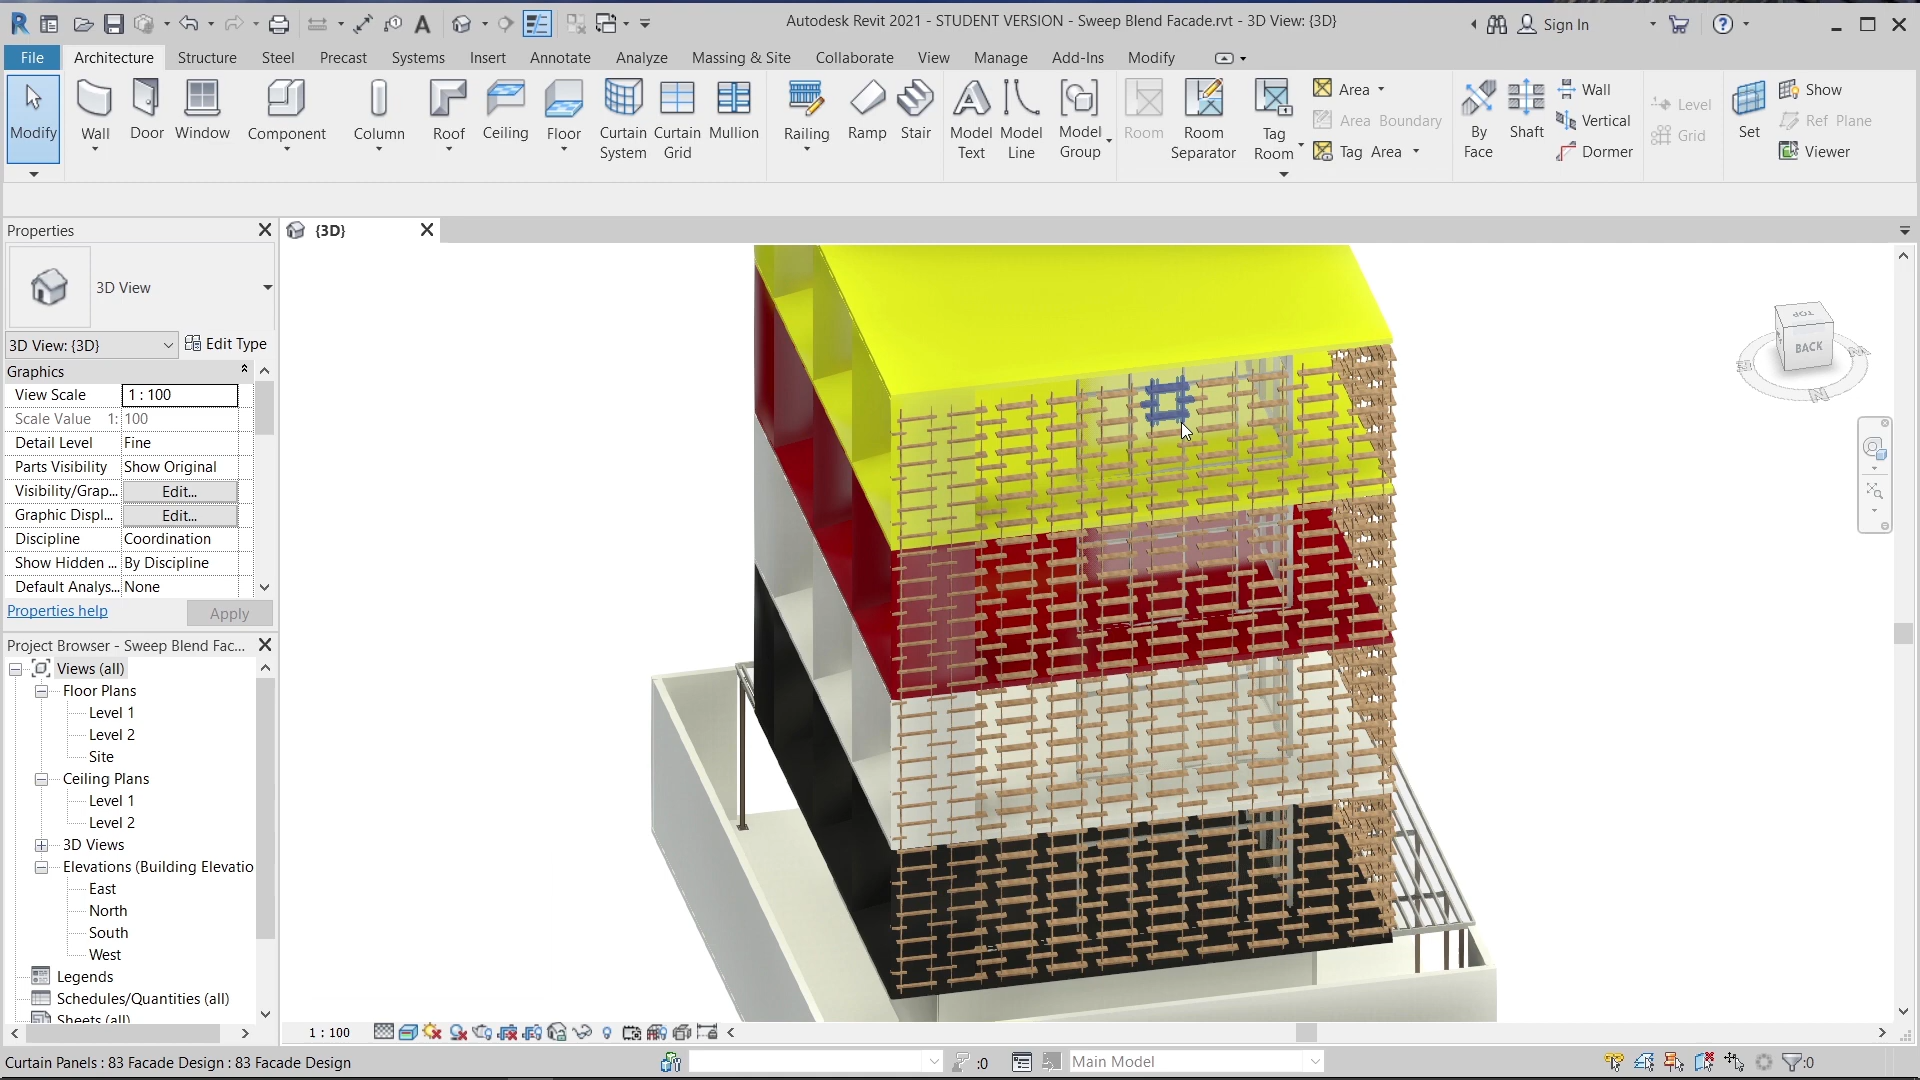 Autodesk Revit 2021 - STUDENT VERSION - Sweep Blend Facade.rvt - 3D View: {3D}
Sign In
File Architecture Structure Steel Precast Systems Insert Annotate Analyze Massing & Site Collaborate View Manage Add-Ins Modify
Modify
Wall
Door
Window
Component
Column
Roof
Ceiling
Floor
Curtain
System
Curtain
Grid
Mullion
Railing
Ramp
Stair
Model
Text
Model
Line
Model
Group
Room
Room
Separator
Tag
Room
Area
Area Boundary
Tag Area
By
Face
Shaft
Wall
Vertical
Dormer
Level
Grid
Set
Show
Ref Plane
Viewer
Properties
{3D}
3D View
3D View: {3D}
Edit Type
Graphics
View Scale 1 : 100
Scale Value 1: 100
Detail Level Fine
Parts Visibility Show Original
Visibility/Grap... Edit...
Graphic Displ... Edit...
Discipline Coordination
Show Hidden ... By Discipline
Default Analys... None
Properties help
Apply
Project Browser - Sweep Blend Fac...
Views (all)
Floor Plans
Level 1
Level 2
Site
Ceiling Plans
Level 1
Level 2
3D Views
Elevations (Building Elevatio
East
North
South
West
Legends
Schedules/Quantities (all)
Sheets (all)
TOP
BACK
1 : 100
Curtain Panels : 83 Facade Design : 83 Facade Design
:0
Main Model
:0